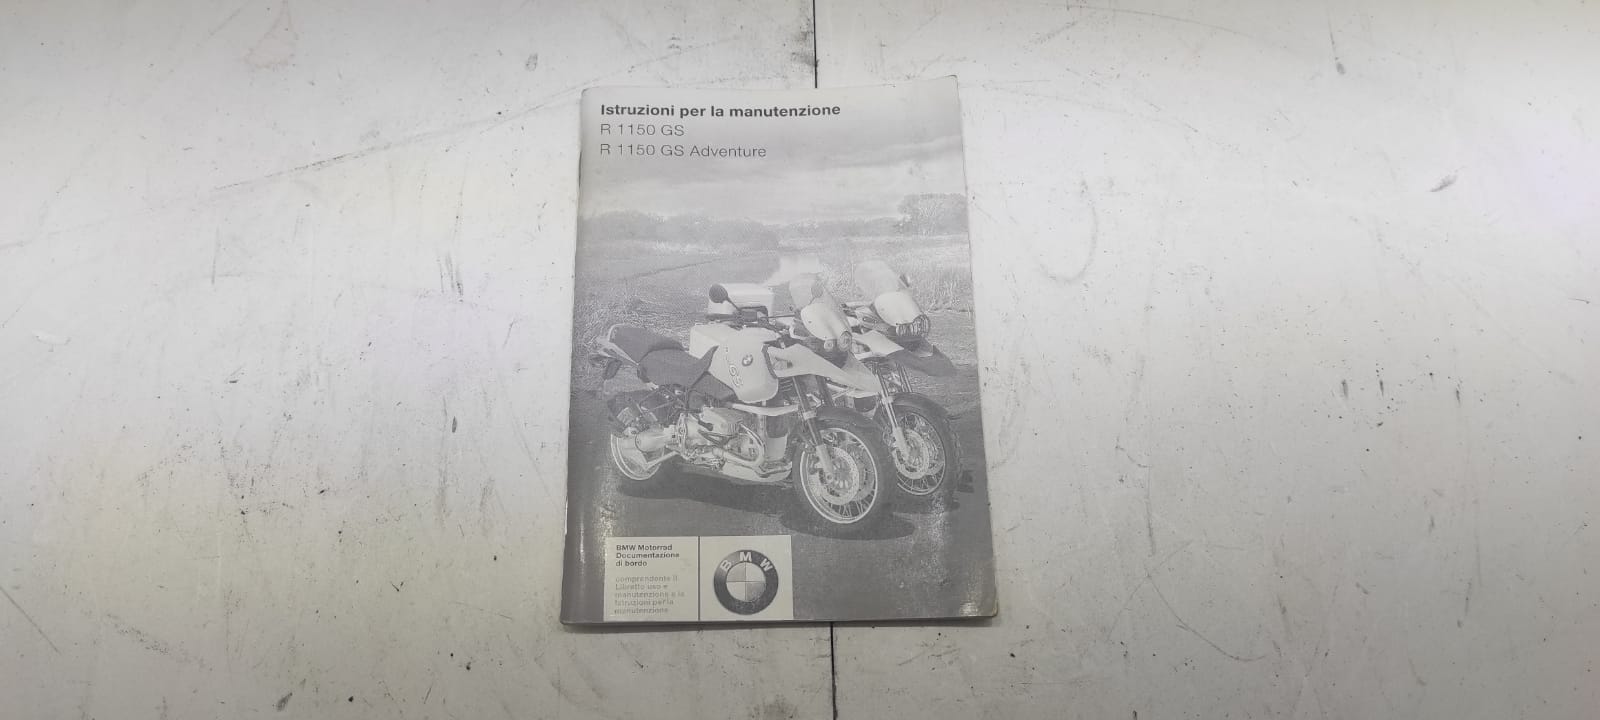 Istruzioni per la manutenzione
R 1150 GS
R 1150 GS Adventure
GS
BMW Motorrad
Documentazione
di bordo
comprendente il
Libretto uso e
manutenzione e le
Istruzioni per la
manutenzione
BMW